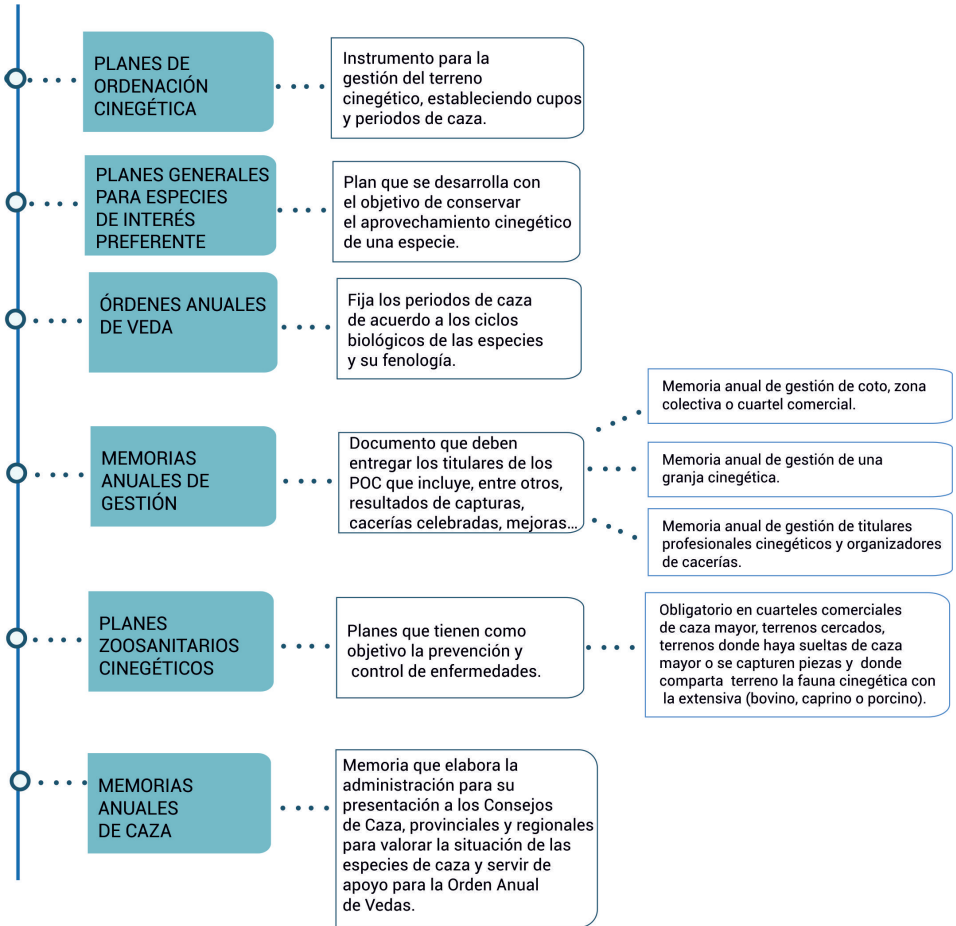 PLANES DE
ORDENACIÓN
CINEGÉTICA
Instrumento para la
gestión del terreno
cinegético, estableciendo cupos
y periodos de caza.
PLANES GENERALES
PARA ESPECIES
DE INTERÉS
PREFERENTE
Plan que se desarrolla con
el objetivo de conservar
el aprovechamiento cinegético
de una especie.
ÓRDENES ANUALES
DE VEDA
Fija los periodos de caza
de acuerdo a los ciclos
biológicos de las especies
y su fenología.
MEMORIAS
ANUALES DE
GESTIÓN
Documento que deben
entregar los titulares de los
POC que incluye, entre otros,
resultados de capturas,
cacerías celebradas, mejoras...
Memoria anual de gestión de coto, zona
colectiva o cuartel comercial.
Memoria anual de gestión de una
granja cinegética.
Memoria anual de gestión de titulares
profesionales cinegéticos y organizadores
de cacerías.
PLANES
ZOOSANITARIOS
CINEGÉTICOS
Planes que tienen como
objetivo la prevención y
control de enfermedades.
Obligatorio en cuarteles comerciales
de caza mayor, terrenos cercados,
terrenos donde haya sueltas de caza
mayor o se capturen piezas y donde
comparta terreno la fauna cinegética con
la extensiva (bovino, caprino o porcino).
MEMORIAS
ANUALES
DE CAZA
Memoria que elabora la
administración para su
presentación a los Consejos
de Caza, provinciales y regionales
para valorar la situación de las
especies de caza y servir de
apoyo para la Orden Anual
de Vedas.